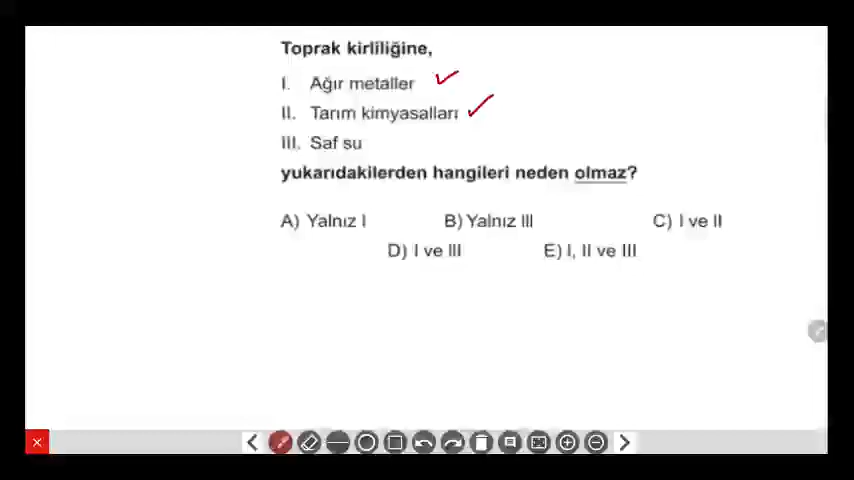 Toprak kirliliğine,
I. Ağır metaller
II. Tarım kimyasalları
III. Saf su
yukarıdakilerden hangileri neden olmaz?
A) Yalnız I B) Yalnız III C) I ve II
D) I ve III E) I, II ve III